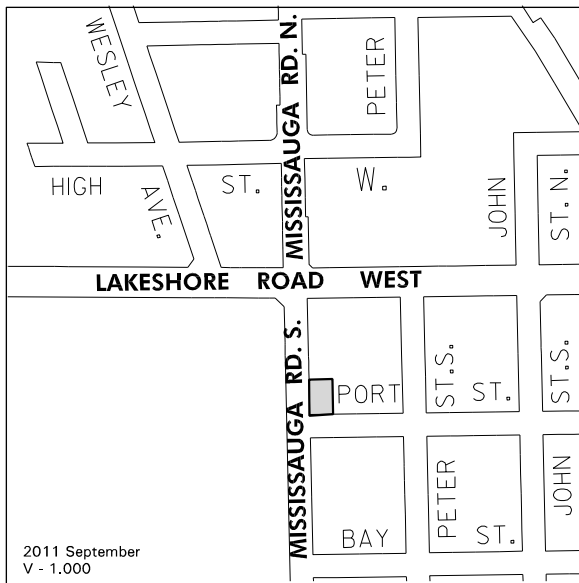 WESLEY
AVE.
MISSISSAUGA RD. N.
PETER
HIGH ST. W.
JOHN
ST. N.
LAKESHORE ROAD WEST
MISSISSAUGA RD. S.
PORT ST.
ST. S.
ST. S.
PETER
JOHN
BAY ST.
2011 September
V - 1.000